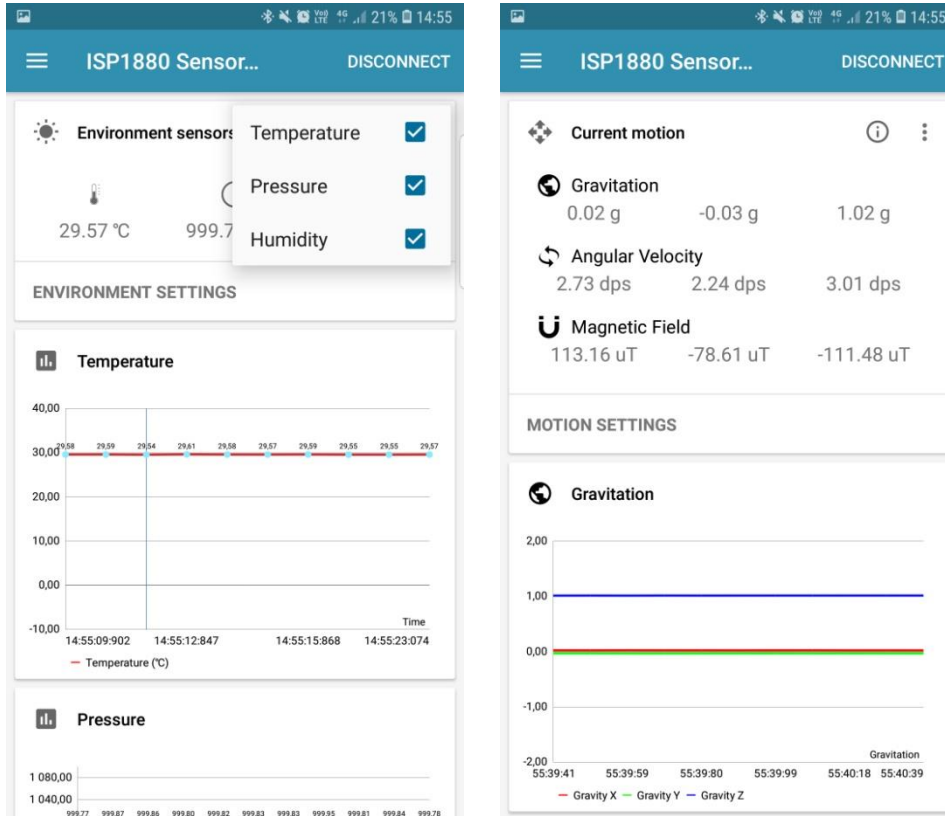 21% 14:55
ISP1880 Sensor... DISCONNECT
Environment sensors
Temperature
Pressure
Humidity
29.57 °C 999.7
ENVIRONMENT SETTINGS
Temperature
40,00
30,00
20,00
10,00
0,00
-10,00
29,58 29,59 29,54 29,61 29,58 29,57 29,59 29,55 29,55 29,57
Time
14:55:09:902 14:55:12:847 14:55:15:868 14:55:23:074
Temperature (°C)
Pressure
1 080,00
1 040,00
999,77 999,87 999,86 999,80 999,82 999,83 999,83 999,95 999,81 999,84 999,78
21% 14:55
ISP1880 Sensor... DISCONNECT
Current motion
Gravitation
0.02 g -0.03 g 1.02 g
Angular Velocity
2.73 dps 2.24 dps 3.01 dps
Magnetic Field
113.16 uT -78.61 uT -111.48 uT
MOTION SETTINGS
Gravitation
2,00
1,00
0,00
-1,00
-2,00
Gravitation
55:39:41 55:39:59 55:39:80 55:39:99 55:40:18 55:40:39
Gravity X Gravity Y Gravity Z